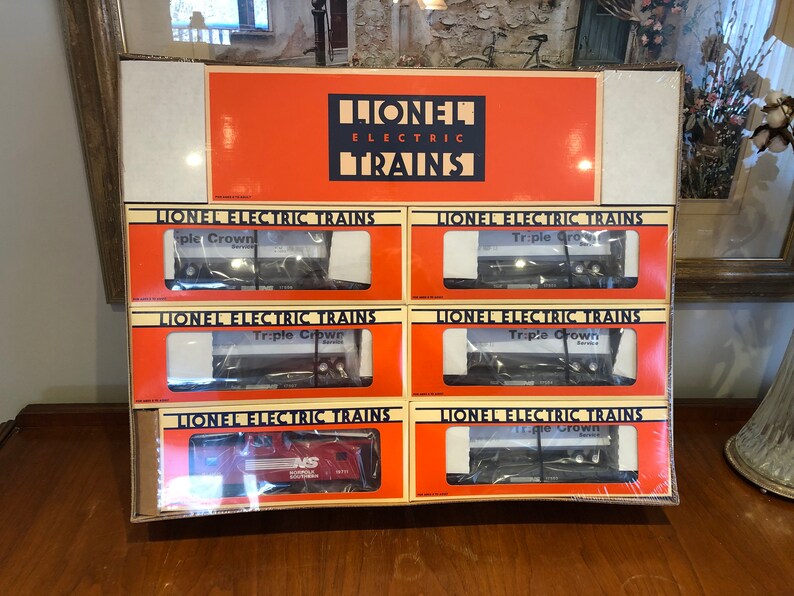 LIONEL
ELECTRIC
TRAINS
LIONEL ELECTRIC TRAINS
Triple Crown
Service
LIONEL ELECTRIC TRAINS
Triple Crown
Service
LIONEL ELECTRIC TRAINS
Triple Crown
Service
LIONEL ELECTRIC TRAINS
Triple Crown
Service
LIONEL ELECTRIC TRAINS
NS
NORFOLK
SOUTHERN
16711
LIONEL ELECTRIC TRAINS
Triple Crown
Service